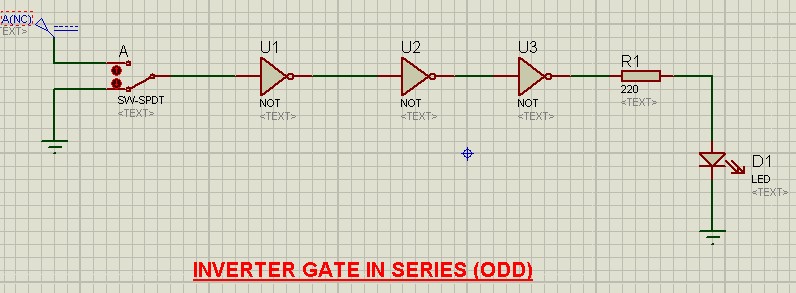 A(NC)
TEXT>
A
SW-SPDT
<TEXT>
U1
NOT
<TEXT>
U2
NOT
<TEXT>
U3
NOT
<TEXT>
R1
220
<TEXT>
D1
LED
<TEXT>
INVERTER GATE IN SERIES (ODD)